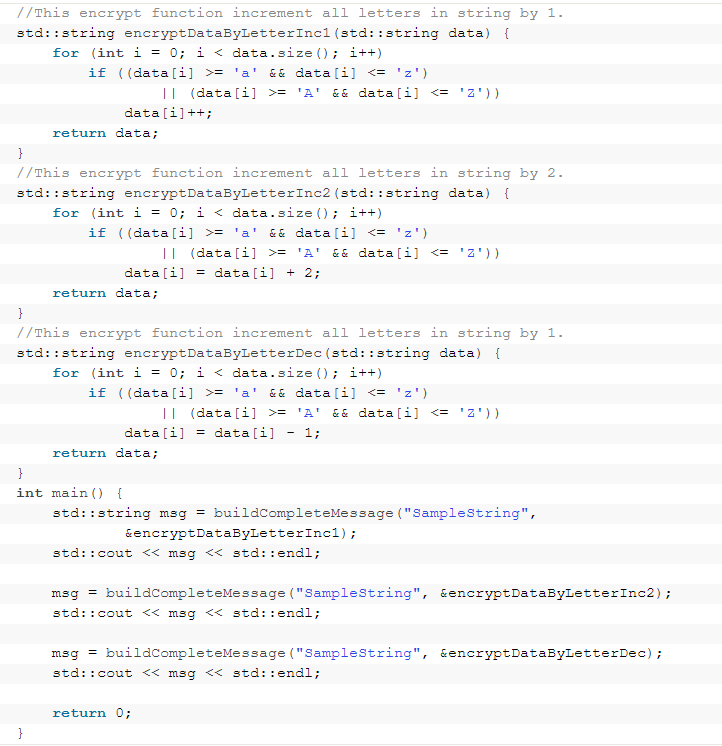 //This encrypt function increment all letters in string by 1.
std::string encryptDataByLetterInc1(std::string data) {
    for (int i = 0; i < data.size(); i++)
        if ((data[i] >= 'a' && data[i] <= 'z')
                || (data[i] >= 'A' && data[i] <= 'Z'))
            data[i]++;
    return data;
}
//This encrypt function increment all letters in string by 2.
std::string encryptDataByLetterInc2(std::string data) {
    for (int i = 0; i < data.size(); i++)
        if ((data[i] >= 'a' && data[i] <= 'z')
                || (data[i] >= 'A' && data[i] <= 'Z'))
            data[i] = data[i] + 2;
    return data;
}
//This encrypt function increment all letters in string by 1.
std::string encryptDataByLetterDec(std::string data) {
    for (int i = 0; i < data.size(); i++)
        if ((data[i] >= 'a' && data[i] <= 'z')
                || (data[i] >= 'A' && data[i] <= 'Z'))
            data[i] = data[i] - 1;
    return data;
}
int main() {
    std::string msg = buildCompleteMessage("SampleString",
            &encryptDataByLetterInc1);
    std::cout << msg << std::endl;

    msg = buildCompleteMessage("SampleString", &encryptDataByLetterInc2);
    std::cout << msg << std::endl;

    msg = buildCompleteMessage("SampleString", &encryptDataByLetterDec);
    std::cout << msg << std::endl;

    return 0;
}